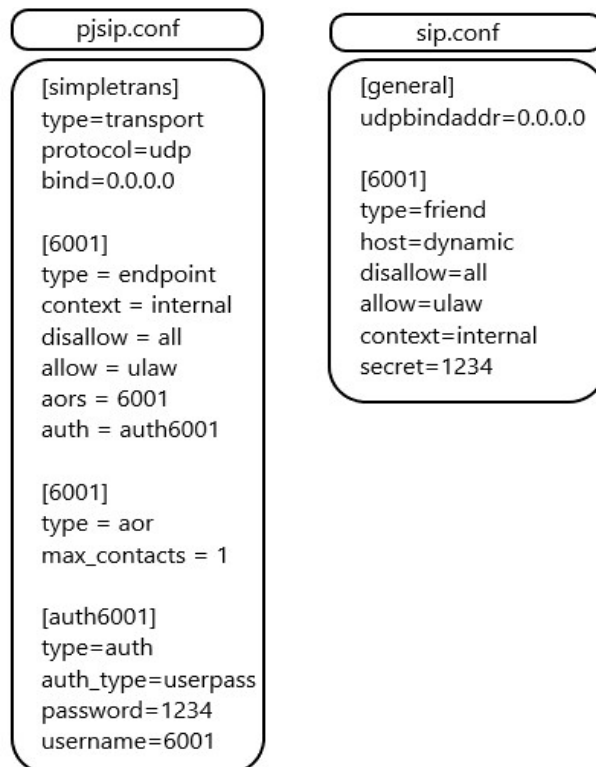 pjsip.conf
[simpletrans]
type=transport
protocol=udp
bind=0.0.0.0
[6001]
type = endpoint
context = internal
disallow = all
allow = ulaw
aors = 6001
auth = auth6001
[6001]
type = aor
max_contacts = 1
[auth6001]
type=auth
auth_type=userpass
password=1234
username=6001
sip.conf
[general]
udpbindaddr=0.0.0.0
[6001]
type=friend
host=dynamic
disallow=all
allow=ulaw
context=internal
secret=1234